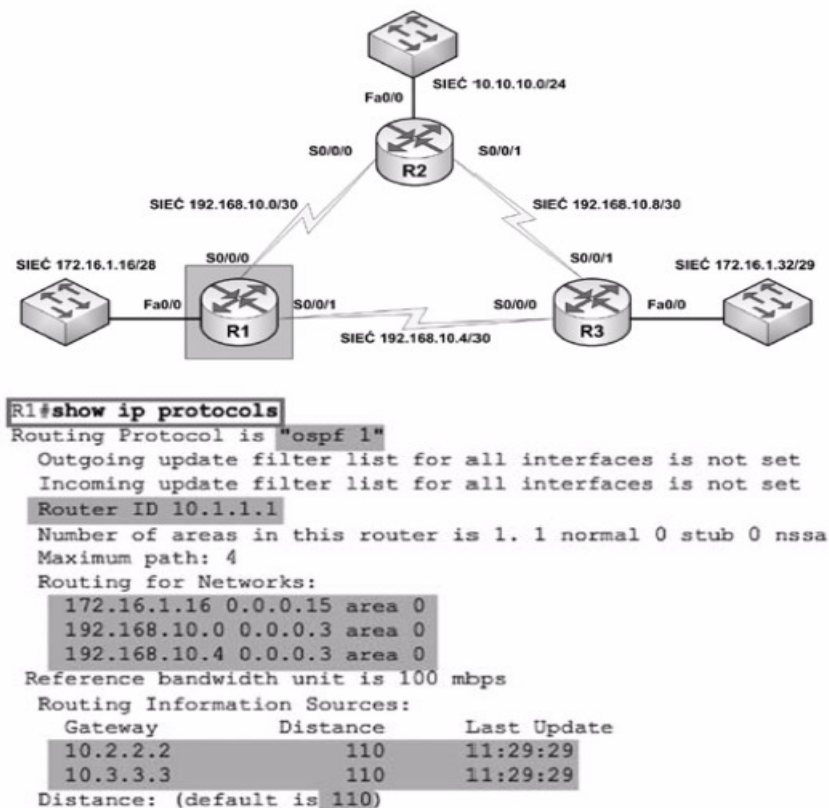 SIEĆ 10.10.10.0/24
Fa0/0
S0/0/0
S0/0/1
R2
SIEĆ 192.168.10.0/30
SIEĆ 192.168.10.8/30
SIEĆ 172.16.1.16/28
S0/0/0
S0/0/1
SIEĆ 172.16.1.32/29
Fa0/0
S0/0/1
S0/0/0
Fa0/0
R1
R3
SIEĆ 192.168.10.4/30
R1#show ip protocols
Routing Protocol is "ospf 1"
Outgoing update filter list for all interfaces is not set
Incoming update filter list for all interfaces is not set
Router ID 10.1.1.1
Number of areas in this router is 1. 1 normal 0 stub 0 nssa
Maximum path: 4
Routing for Networks:
172.16.1.16 0.0.0.15 area 0
192.168.10.0 0.0.0.3 area 0
192.168.10.4 0.0.0.3 area 0
Reference bandwidth unit is 100 mbps
Routing Information Sources:
Gateway Distance Last Update
10.2.2.2 110 11:29:29
10.3.3.3 110 11:29:29
Distance: (default is 110)